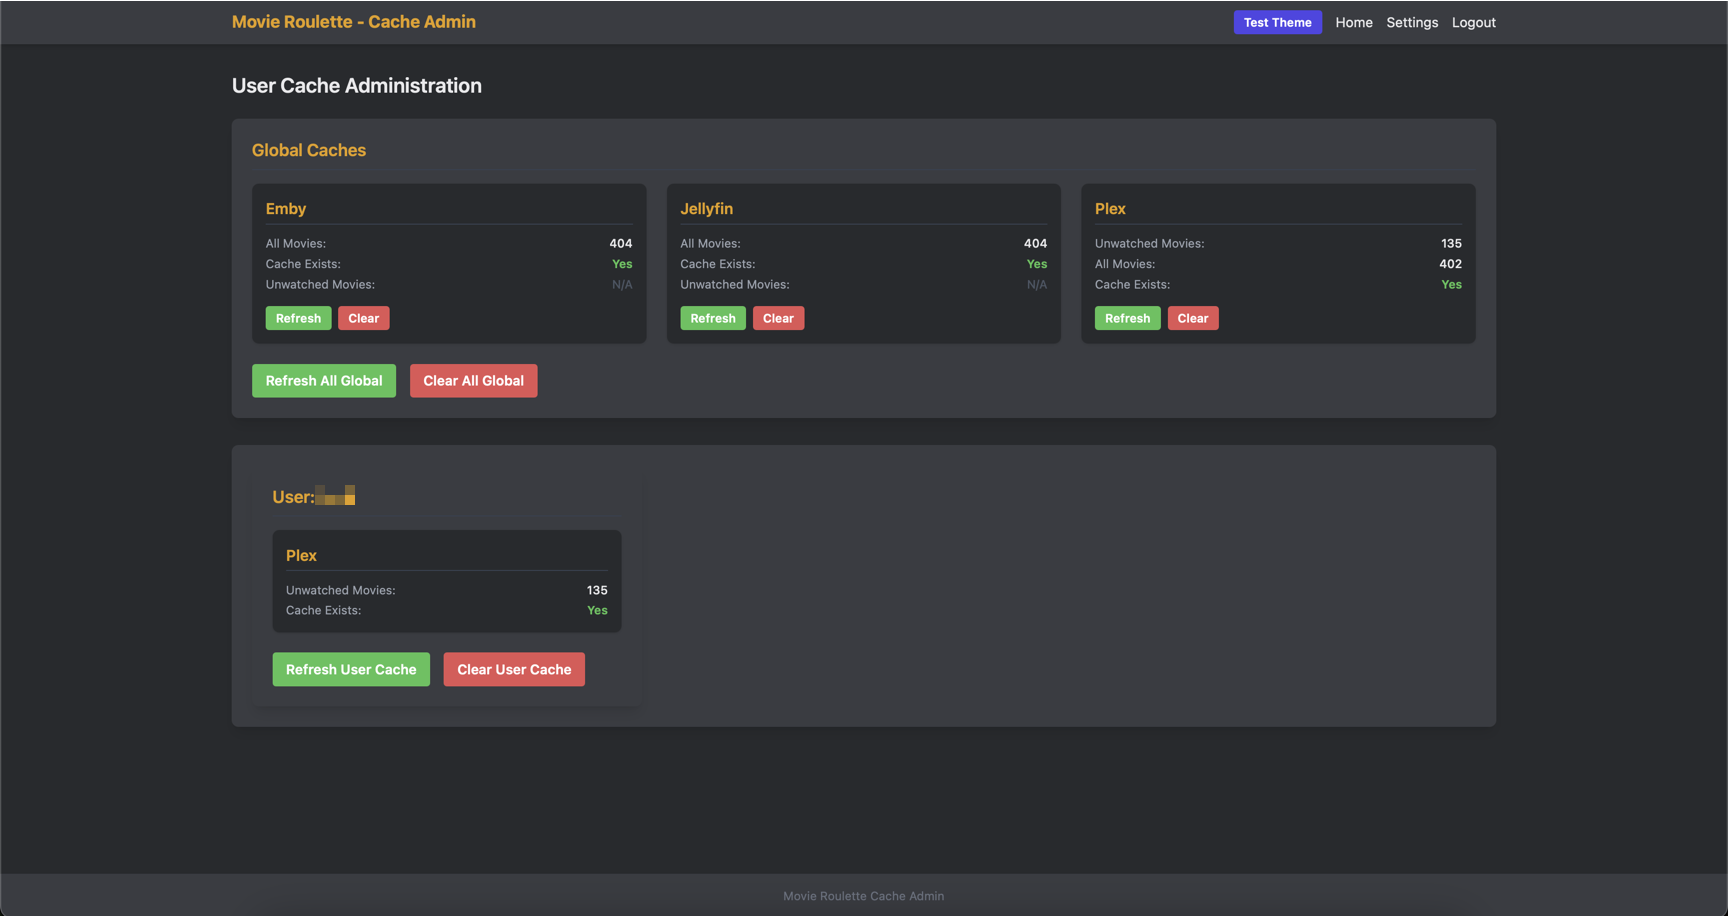 Movie Roulette - Cache Admin
Test Theme Home Settings Logout
User Cache Administration
Global Caches
Emby
All Movies: 404
Cache Exists: Yes
Unwatched Movies: N/A
Refresh Clear
Jellyfin
All Movies: 404
Cache Exists: Yes
Unwatched Movies: N/A
Refresh Clear
Plex
Unwatched Movies: 135
All Movies: 402
Cache Exists: Yes
Refresh Clear
Refresh All Global Clear All Global
User:
Plex
Unwatched Movies: 135
Cache Exists: Yes
Refresh User Cache Clear User Cache
Movie Roulette Cache Admin